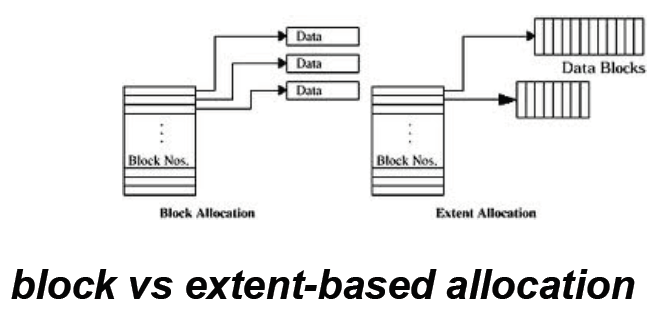 Data
Data
Data
Data Blocks
Block Nos.
Block Nos.
Block Allocation
Extent Allocation
block vs extent-based allocation